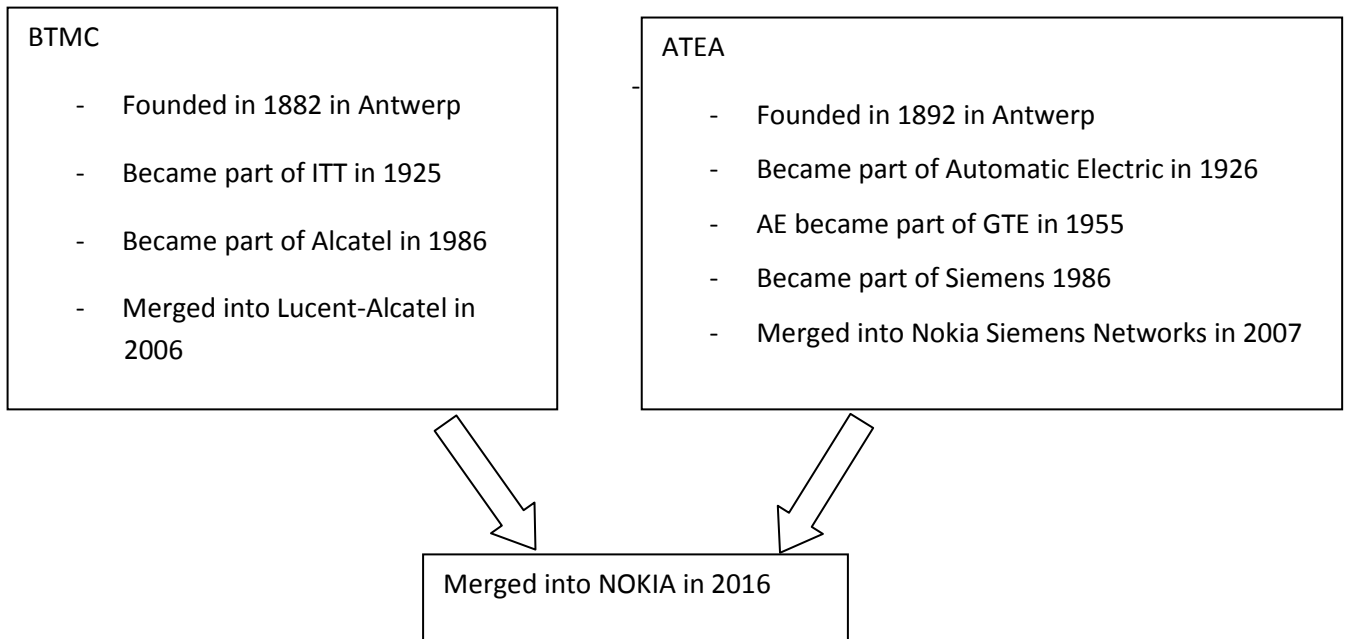 BTMC
- Founded in 1882 in Antwerp
- Became part of ITT in 1925
- Became part of Alcatel in 1986
- Merged into Lucent-Alcatel in
2006
-
ATEA
- Founded in 1892 in Antwerp
- Became part of Automatic Electric in 1926
- AE became part of GTE in 1955
- Became part of Siemens 1986
- Merged into Nokia Siemens Networks in 2007
Merged into NOKIA in 2016